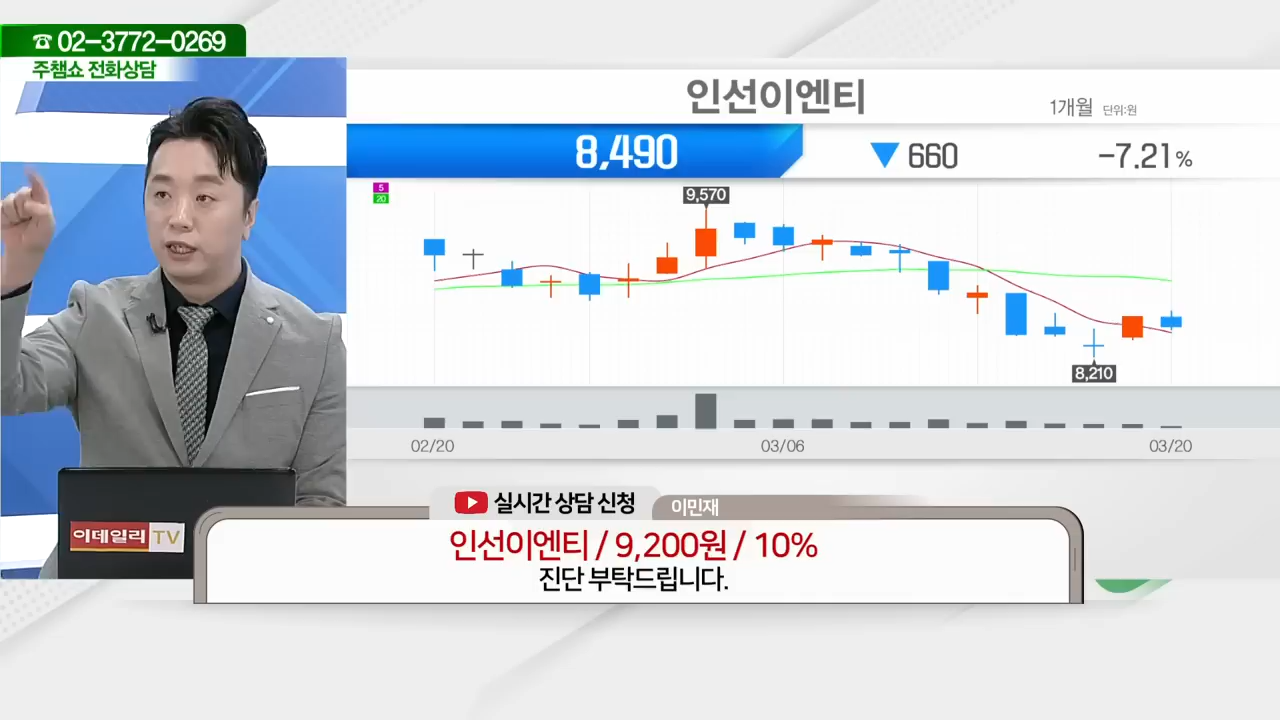 ☎ 02-3772-0269
주챔쇼 전화상담
인선이엔티
1개월 단위:원
8,490 ▼ 660 -7.21%
5
20
9,570
8,210
02/20 03/06 03/20
실시간 상담 신청 이민재
인선이엔티 / 9,200원 / 10%
진단 부탁드립니다.
이데일리 TV